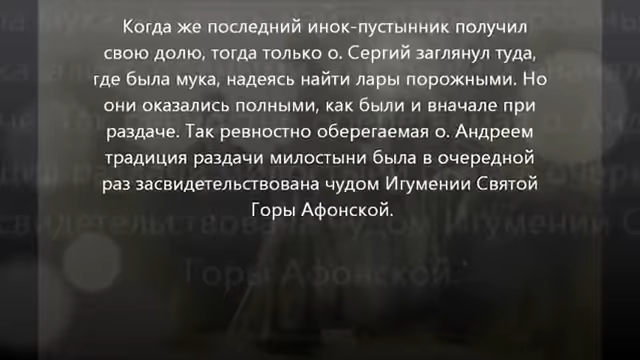 Когда же последний инок-пустынник получил
свою долю, тогда только о. Сергий заглянул туда,
где была мука, надеясь найти лары порожными. Но
они оказались полными, как были и вначале при
раздаче. Так ревностно оберегаемая о. Андреем
традиция раздачи милостыни была в очередной
раз засвидетельствована чудом Игумении Святой
Горы Афонской.